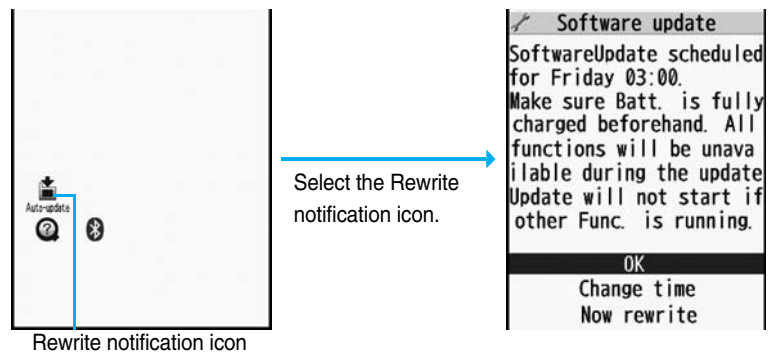 Auto-update
Rewrite notification icon
Select the Rewrite
notification icon.
Software update
SoftwareUpdate scheduled
for Friday 03:00.
Make sure Batt. is fully
charged beforehand. All
functions will be unava
ilable during the update
Update will not start if
other Func. is running.
OK
Change time
Now rewrite